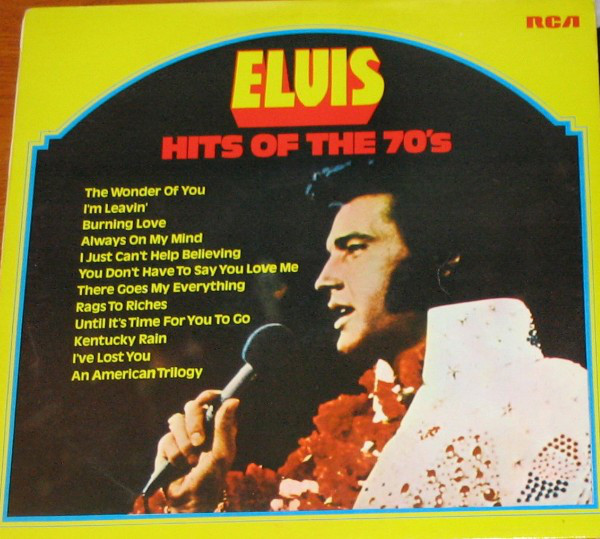 RCA
ELVIS
HITS OF THE 70's
The Wonder Of You
I'm Leavin'
Burning Love
Always On My Mind
I Just Can't Help Believing
You Don't Have To Say You Love Me
There Goes My Everything
Rags To Riches
Until It's Time For You To Go
Kentucky Rain
I've Lost You
An American Trilogy